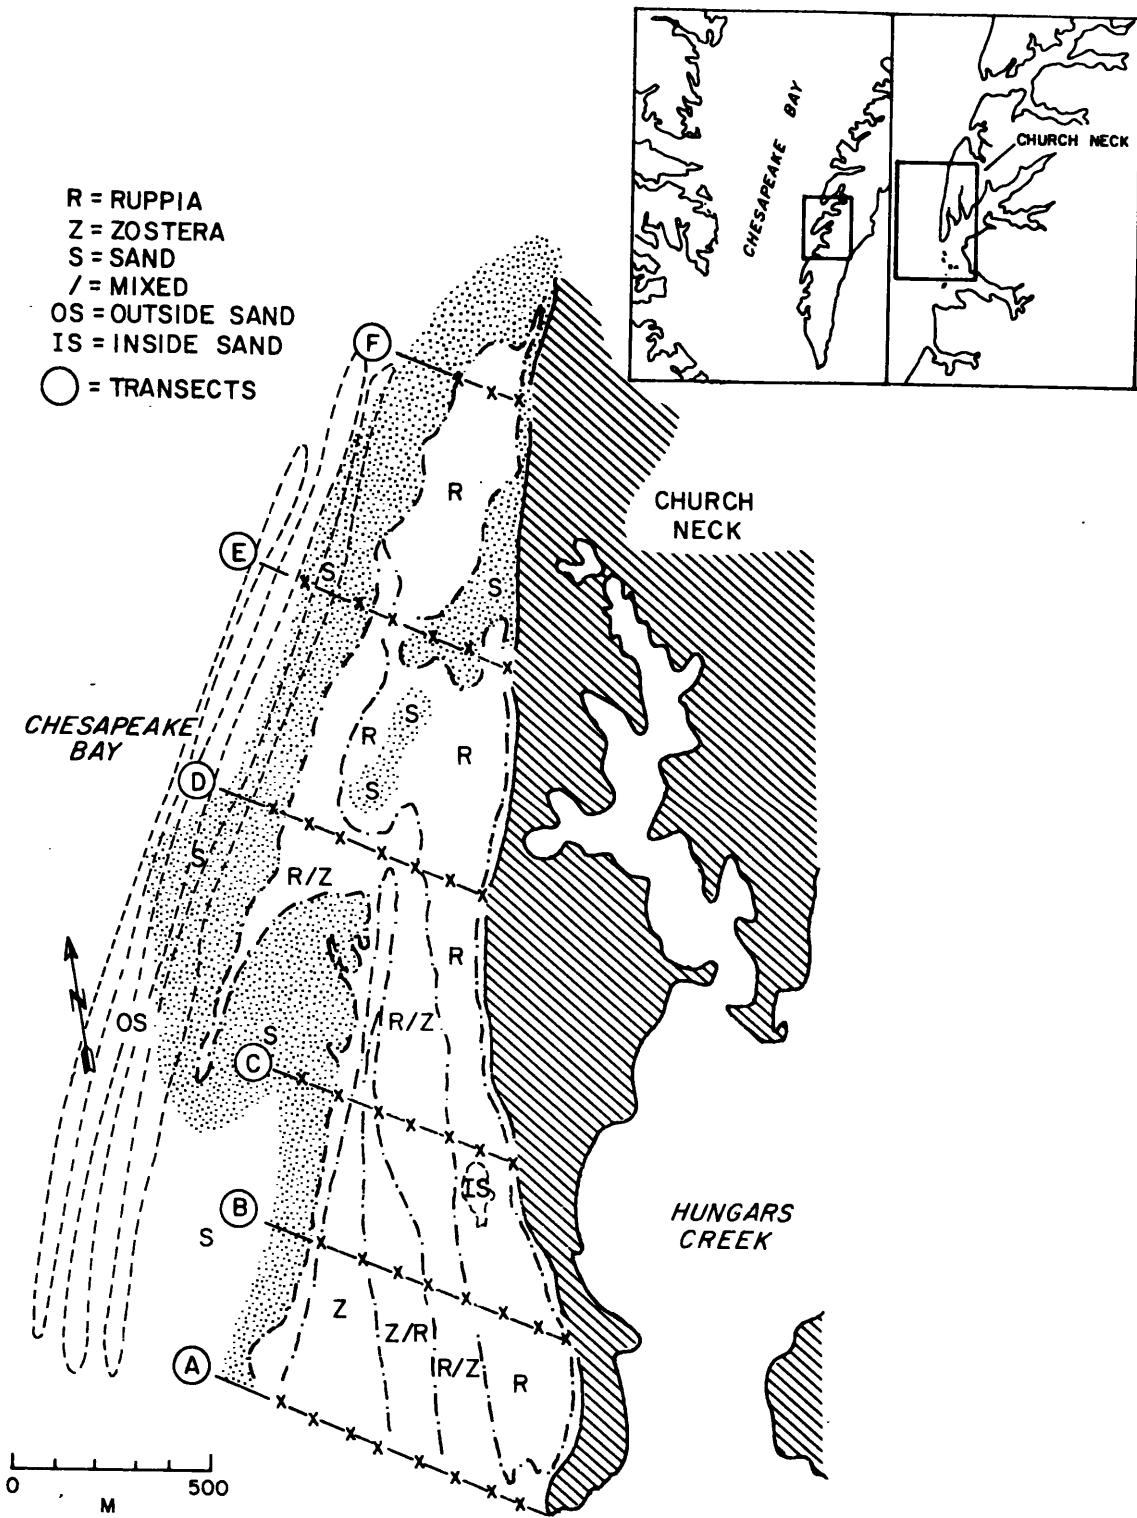 CHESAPEAKE BAY
CHURCH NECK
R = RUPPIA
Z = ZOSTERA
S = SAND
/ = MIXED
OS = OUTSIDE SAND
IS = INSIDE SAND
= TRANSECTS
F
R
CHURCH
NECK
E
S
S
CHESAPEAKE
BAY
S
R
R
D
S
S
R/Z
R
N
OS
R/Z
S
C
IS
B
S
HUNGARS
CREEK
Z
Z/R
R/Z
R
A
0 500
M